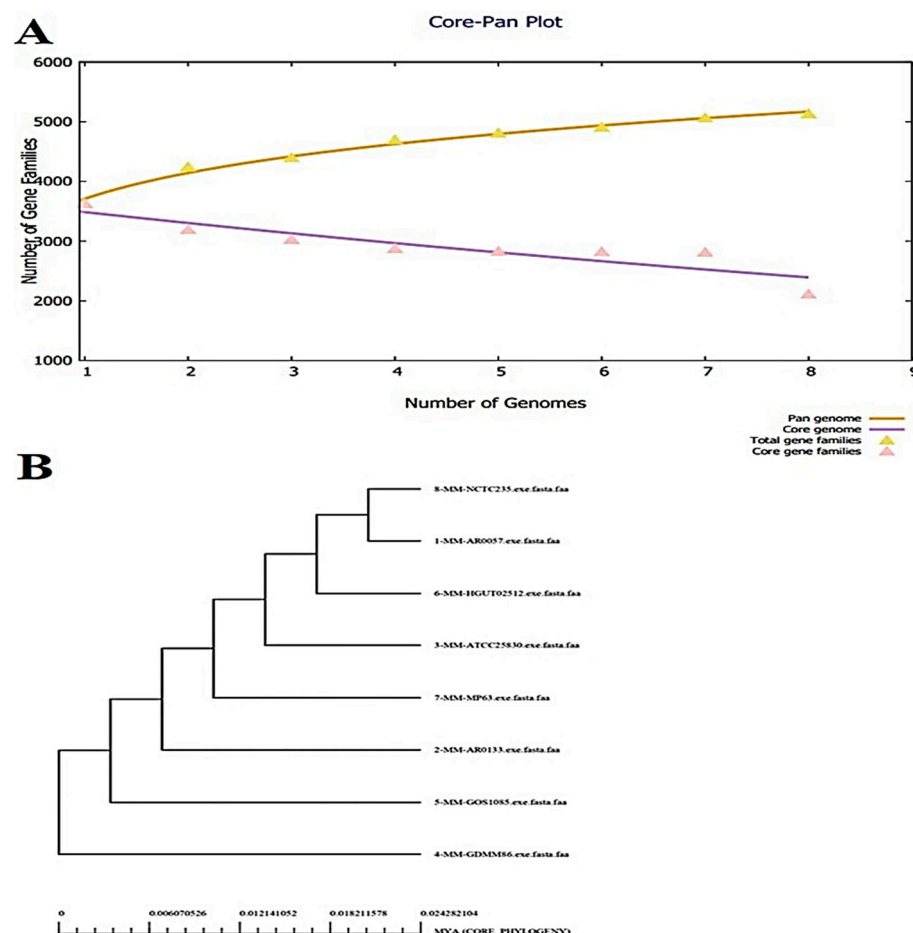 A
Core-Pan Plot
Number of Gene Families
6000
5000
4000
3000
2000
1000
1 2 3 4 5 6 7 8 9
Number of Genomes
Pan genome
Core genome
Total gene families
Core gene families
B
8-MM-NCTC235.exe.fasta.faa
1-MM-AR0057.exe.fasta.faa
6-MM-HGUT02512.exe.fasta.faa
3-MM-ATCC25830.exe.fasta.faa
7-MM-MP63.exe.fasta.faa
2-MM-AR0133.exe.fasta.faa
5-MM-GOS1085.exe.fasta.faa
4-MM-GDMM86.exe.fasta.faa
0 0.006070526 0.012141052 0.018211578 0.024282104
MYA (CORE_PHYLOGENY)